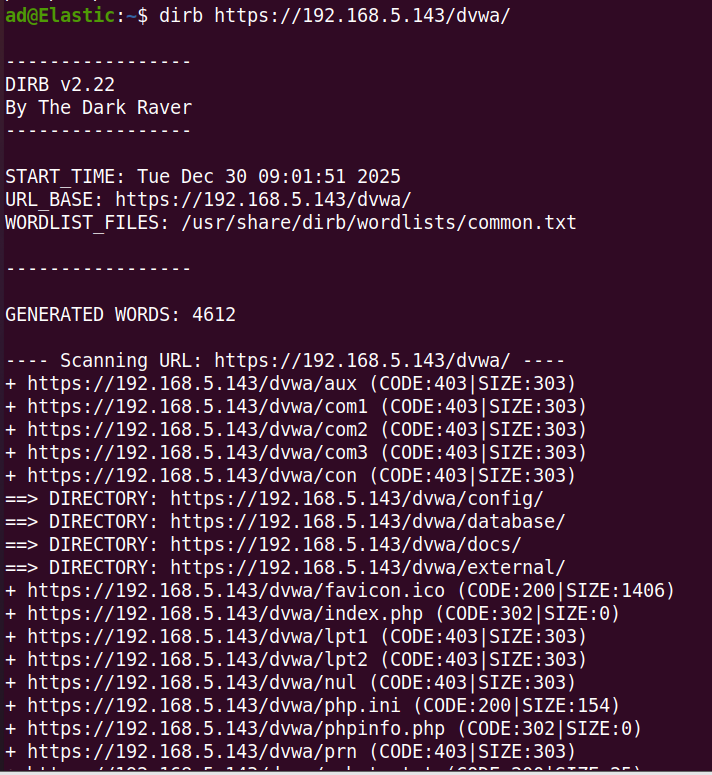 ad@Elastic:~$ dirb https://192.168.5.143/dvwa/
-----------------
DIRB v2.22
By The Dark Raver
-----------------
START_TIME: Tue Dec 30 09:01:51 2025
URL_BASE: https://192.168.5.143/dvwa/
WORDLIST_FILES: /usr/share/dirb/wordlists/common.txt
-----------------
GENERATED WORDS: 4612
---- Scanning URL: https://192.168.5.143/dvwa/ ----
+ https://192.168.5.143/dvwa/aux (CODE:403|SIZE:303)
+ https://192.168.5.143/dvwa/com1 (CODE:403|SIZE:303)
+ https://192.168.5.143/dvwa/com2 (CODE:403|SIZE:303)
+ https://192.168.5.143/dvwa/com3 (CODE:403|SIZE:303)
+ https://192.168.5.143/dvwa/con (CODE:403|SIZE:303)
==> DIRECTORY: https://192.168.5.143/dvwa/config/
==> DIRECTORY: https://192.168.5.143/dvwa/database/
==> DIRECTORY: https://192.168.5.143/dvwa/docs/
==> DIRECTORY: https://192.168.5.143/dvwa/external/
+ https://192.168.5.143/dvwa/favicon.ico (CODE:200|SIZE:1406)
+ https://192.168.5.143/dvwa/index.php (CODE:302|SIZE:0)
+ https://192.168.5.143/dvwa/lpt1 (CODE:403|SIZE:303)
+ https://192.168.5.143/dvwa/lpt2 (CODE:403|SIZE:303)
+ https://192.168.5.143/dvwa/nul (CODE:403|SIZE:303)
+ https://192.168.5.143/dvwa/php.ini (CODE:200|SIZE:154)
+ https://192.168.5.143/dvwa/phpinfo.php (CODE:302|SIZE:0)
+ https://192.168.5.143/dvwa/prn (CODE:403|SIZE:303)